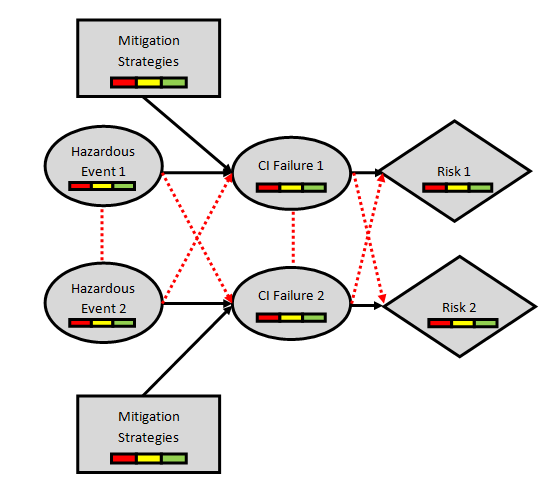 Mitigation
Strategies
Hazardous
Event 1
CI Failure 1
Risk 1
Hazardous
Event 2
CI Failure 2
Risk 2
Mitigation
Strategies